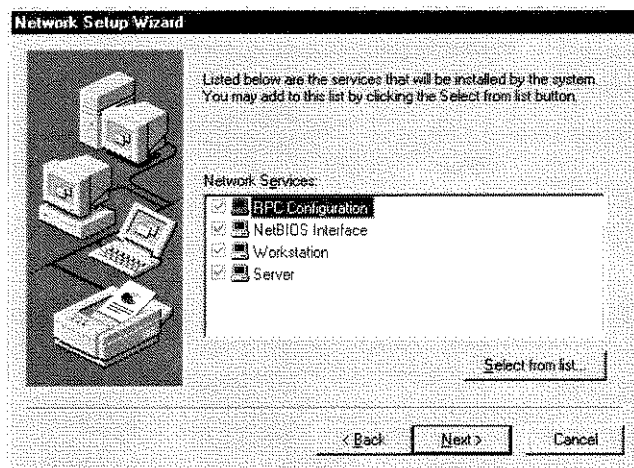 Network Setup Wizard
Listed below are the services that will be installed by the system.
You may add to this list by clicking the Select from list button.
Network Services:
RPC Configuration
NetBIOS Interface
Workstation
Server
Select from list...
< Back
Next >
Cancel